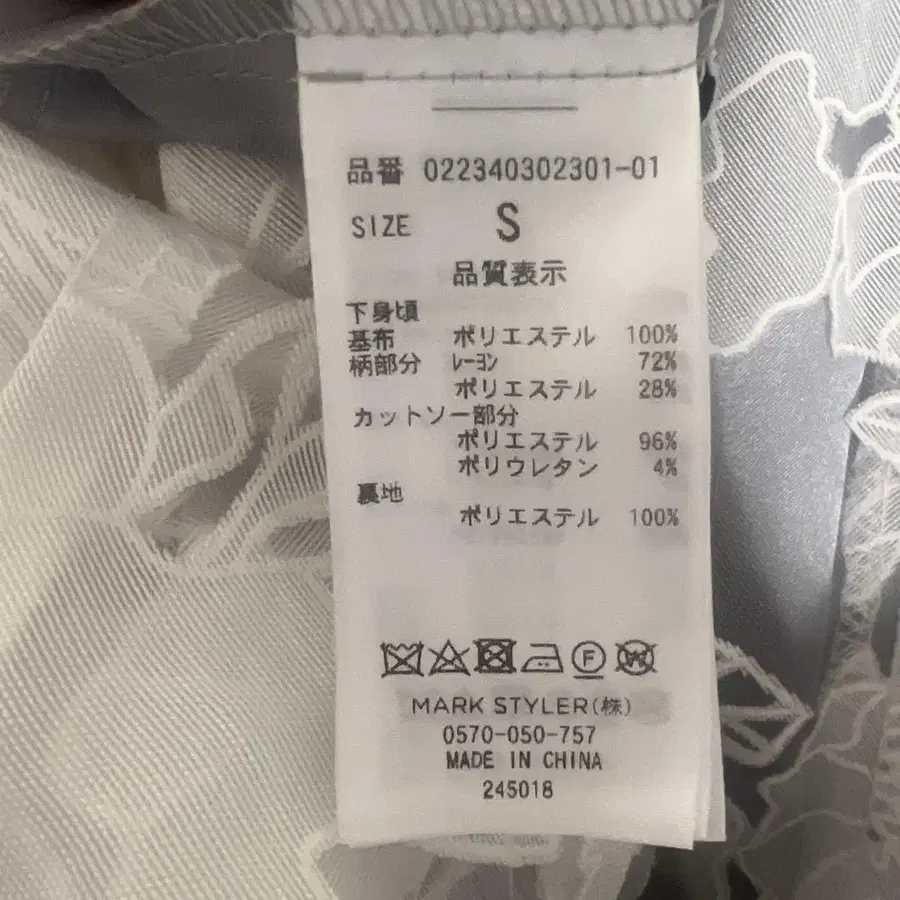 品番 022340302301-01
SIZE S
品質表示
下身頃
基布 ポリエステル 100%
柄部分 レーヨン 72%
ポリエステル 28%
カットソー部分
ポリエステル 96%
ポリウレタン 4%
裏地
ポリエステル 100%
F W
MARK STYLER(株)
0570-050-757
MADE IN CHINA
245018